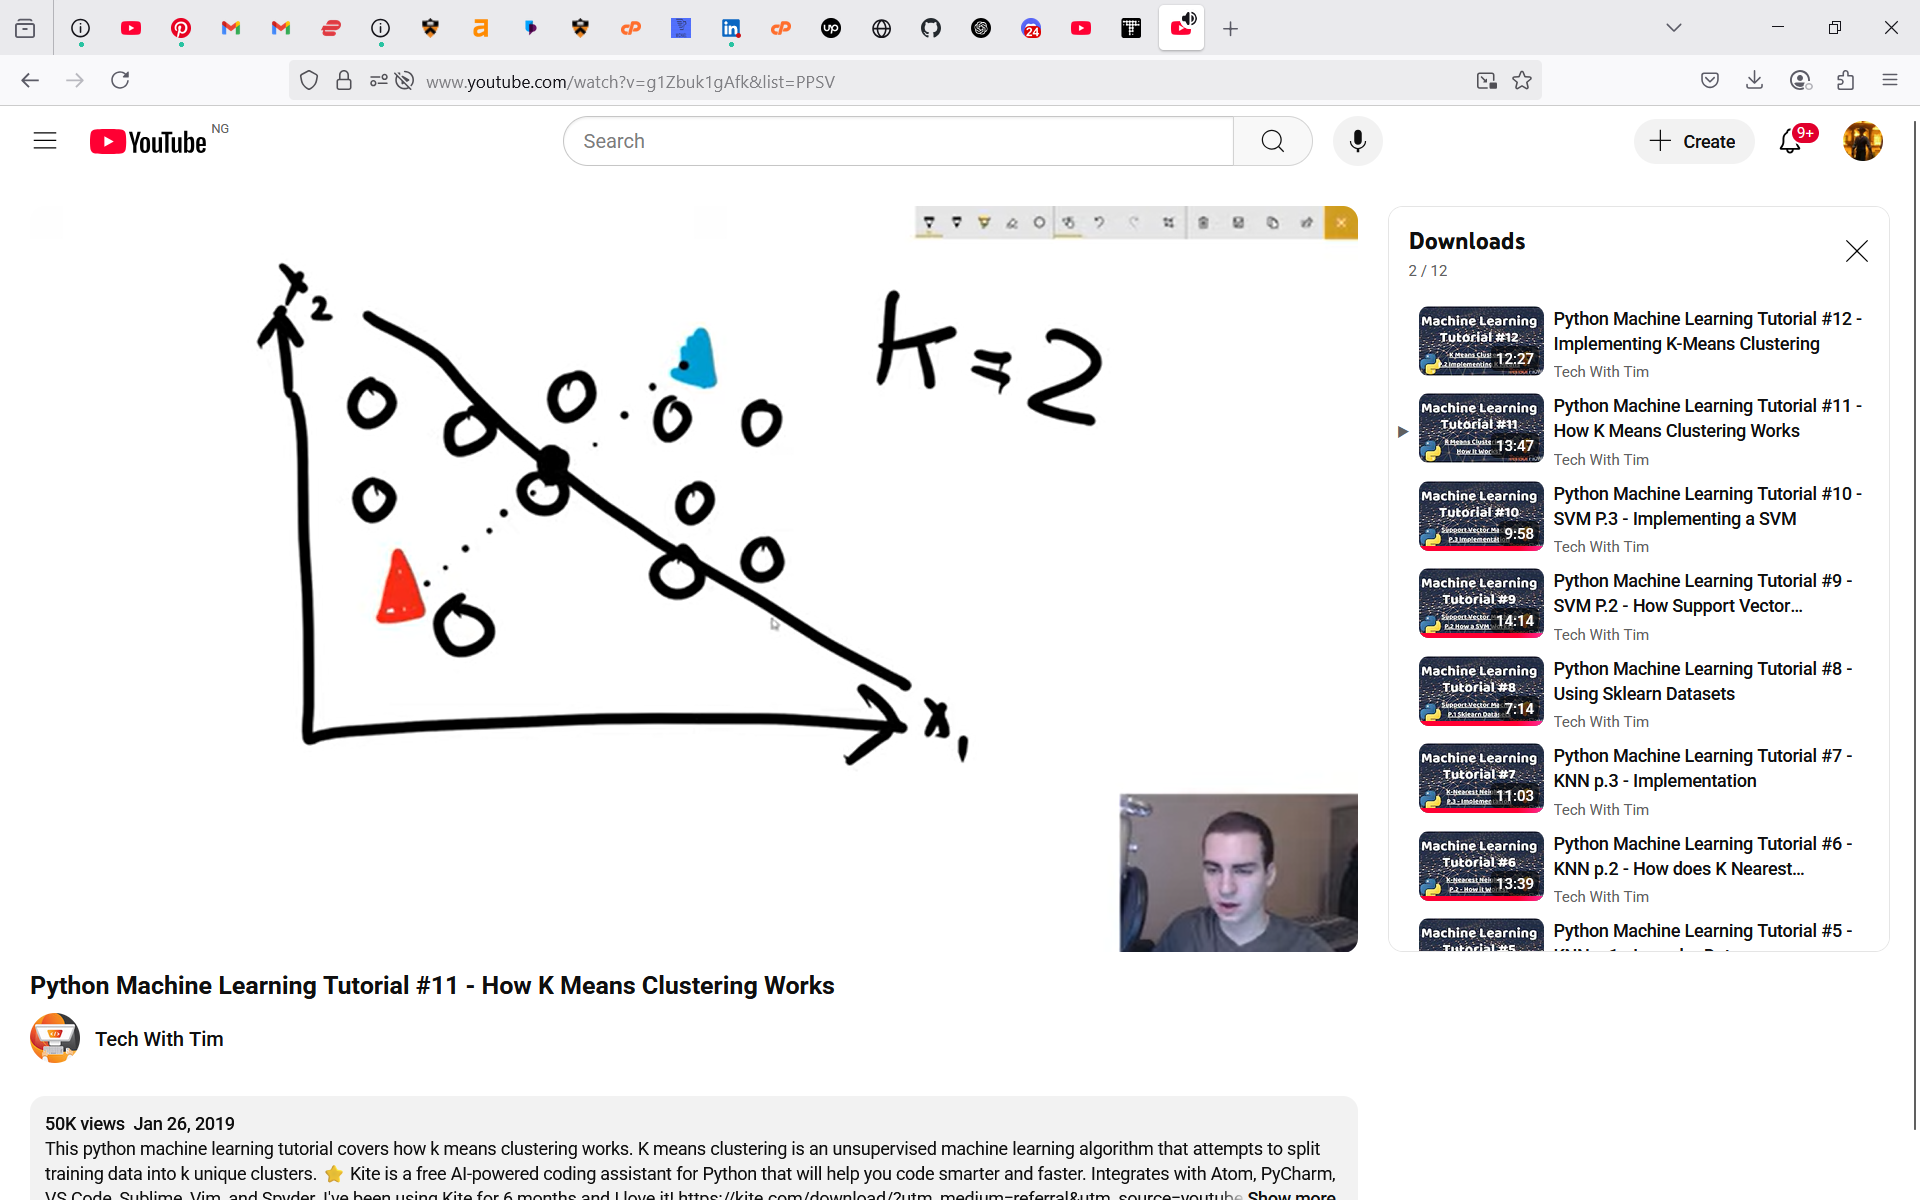 24
www.youtube.com/watch?v=g1Zbuk1gAfk&list=PPSV
YouTube NG
Search
Create
9+
x2
K=2
x1
Downloads
2 / 12
Machine Learning
Tutorial #12
12:27
Python Machine Learning Tutorial #12 -
Implementing K-Means Clustering
Tech With Tim
Machine Learning
Tutorial #11
13:47
Python Machine Learning Tutorial #11 -
How K Means Clustering Works
Tech With Tim
Machine Learning
Tutorial #10
9:58
Python Machine Learning Tutorial #10 -
SVM P.3 - Implementing a SVM
Tech With Tim
Machine Learning
Tutorial #9
14:14
Python Machine Learning Tutorial #9 -
SVM P.2 - How Support Vector...
Tech With Tim
Machine Learning
Tutorial #8
7:14
Python Machine Learning Tutorial #8 -
Using Sklearn Datasets
Tech With Tim
Machine Learning
Tutorial #7
11:03
Python Machine Learning Tutorial #7 -
KNN p.3 - Implementation
Tech With Tim
Machine Learning
Tutorial #6
13:39
Python Machine Learning Tutorial #6 -
KNN p.2 - How does K Nearest...
Tech With Tim
Machine Learning
Tutorial #5
Python Machine Learning Tutorial #5 -
Python Machine Learning Tutorial #11 - How K Means Clustering Works
Tech With Tim
50K views Jan 26, 2019
This python machine learning tutorial covers how k means clustering works. K means clustering is an unsupervised machine learning algorithm that attempts to split
training data into k unique clusters. ⭐ Kite is a free AI-powered coding assistant for Python that will help you code smarter and faster. Integrates with Atom, PyCharm,
VS Code, Sublime, Vim, and Spyder. I've been using Kite for 6 months and I love it! https://kite.com/download/?utm_medium=referral&utm_source=youtube Show more